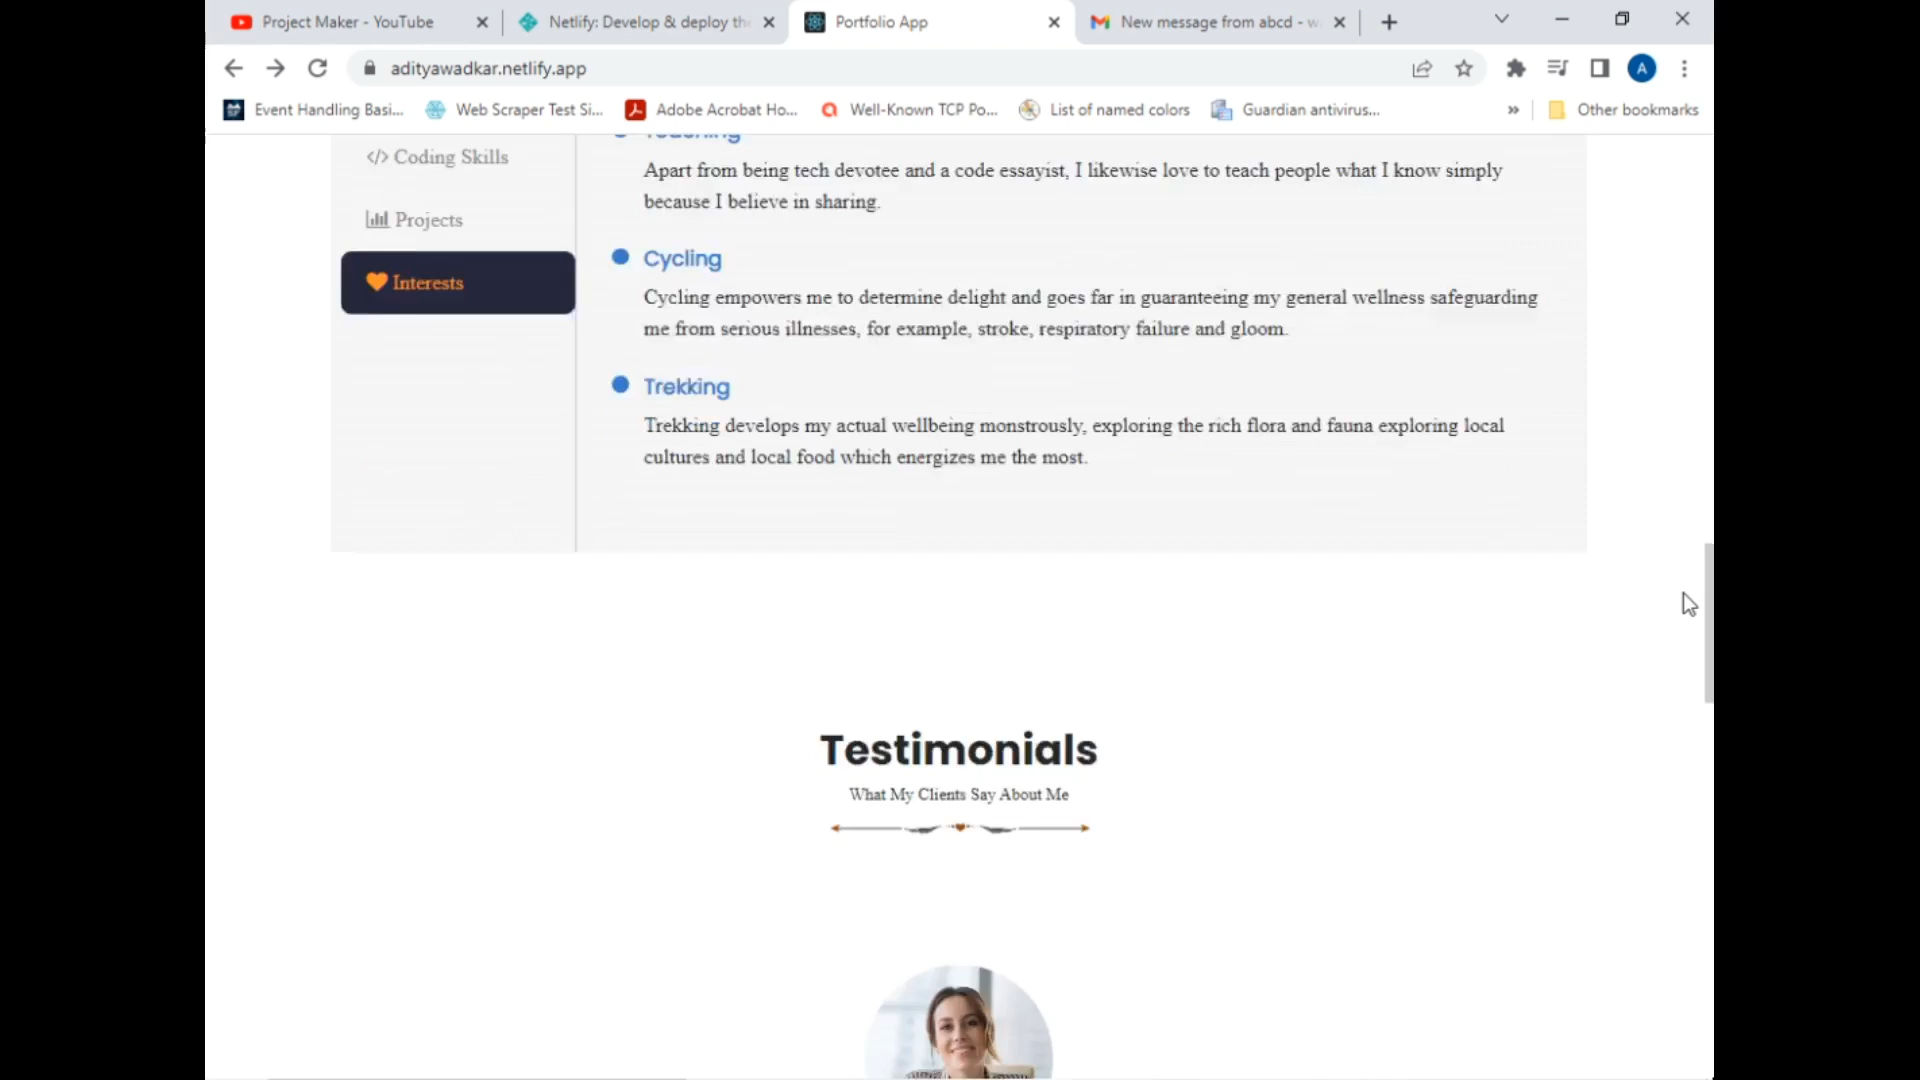 Project Maker - YouTube
Netlify: Develop & deploy the
Portfolio App
New message from abcd - w
adityawadkar.netlify.app
A
Event Handling Basi...
Web Scraper Test Si...
Adobe Acrobat Ho...
Well-Known TCP Po...
List of named colors
Guardian antivirus...
»
Other bookmarks
</> Coding Skills
Projects
Interests
Teaching
Apart from being tech devotee and a code essayist, I likewise love to teach people what I know simply
because I believe in sharing.
Cycling
Cycling empowers me to determine delight and goes far in guaranteeing my general wellness safeguarding
me from serious illnesses, for example, stroke, respiratory failure and gloom.
Trekking
Trekking develops my actual wellbeing monstrously, exploring the rich flora and fauna exploring local
cultures and local food which energizes me the most.
Testimonials
What My Clients Say About Me